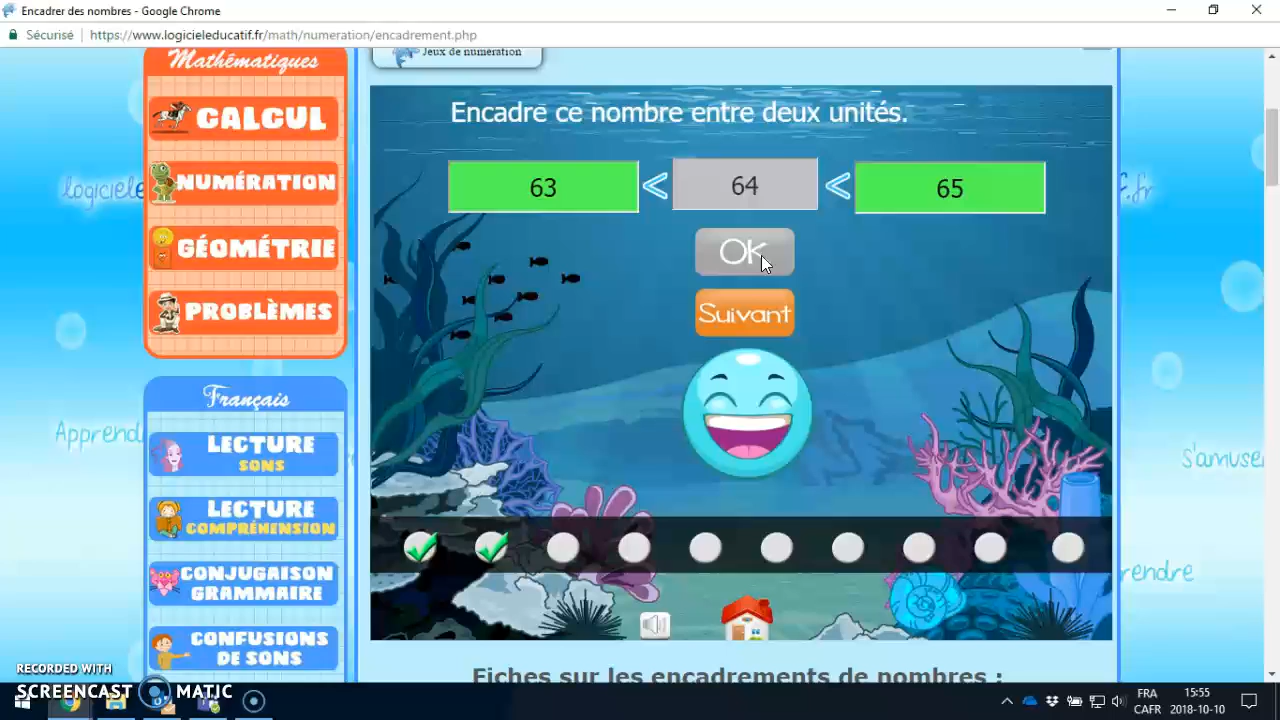 Encadrer des nombres - Google Chrome
Sécurisé
https://www.logicieleducatif.fr/math/numeration/encadrement.php
Mathématiques
CALCUL
NUMÉRATION
GÉOMÉTRIE
PROBLÈMES
Français
LECTURE
SONS
LECTURE
COMPRÉHENSION
CONJUGAISON
GRAMMAIRE
CONFUSIONS
DE SONS
Jeux de numération
Encadre ce nombre entre deux unités.
63 < 64 < 65
OK
Suivant
Fiches sur les encadrements de nombres :
logiciele
.fr
Apprend
s'amuse
rendre
RECORDED WITH
SCREENCAST MATIC
FRA
CAFR
15:55
2018-10-10